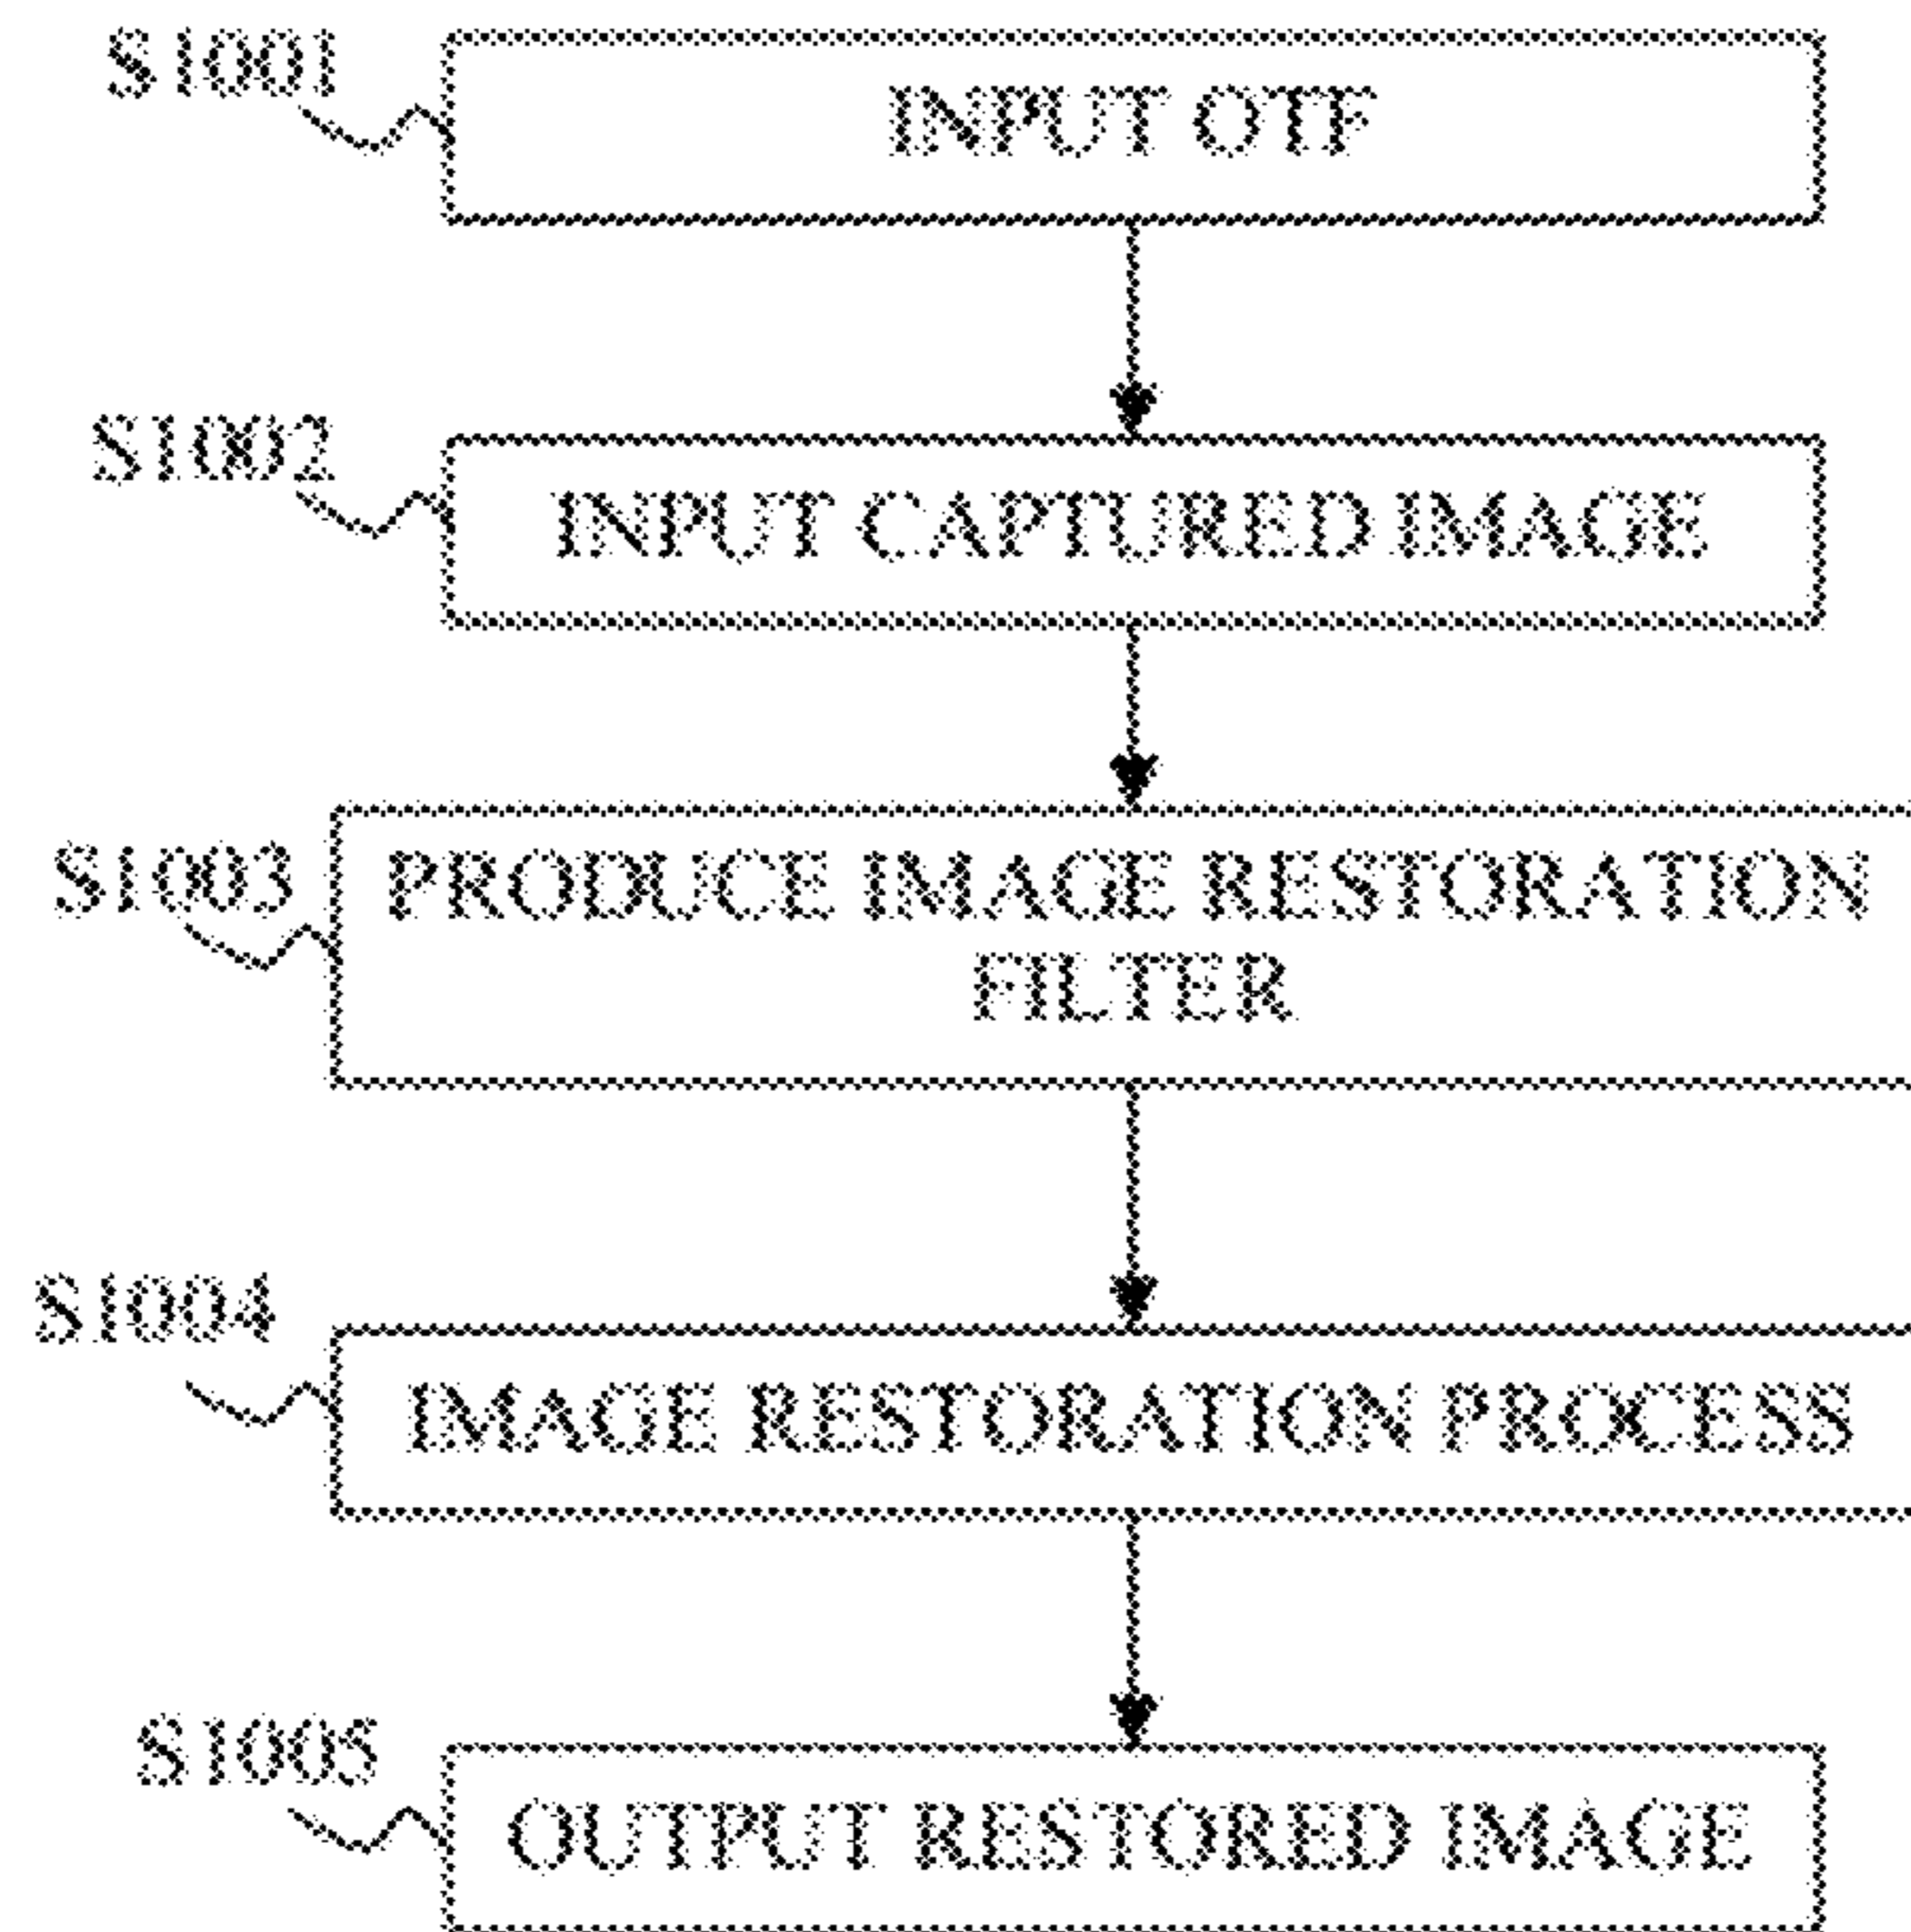 S1001
INPUT OTF
S1002
INPUT CAPTURED IMAGE
S1003
PRODUCE IMAGE RESTORATION
FILTER
S1004
IMAGE RESTORATION PROCESS
S1005
OUTPUT RESTORED IMAGE